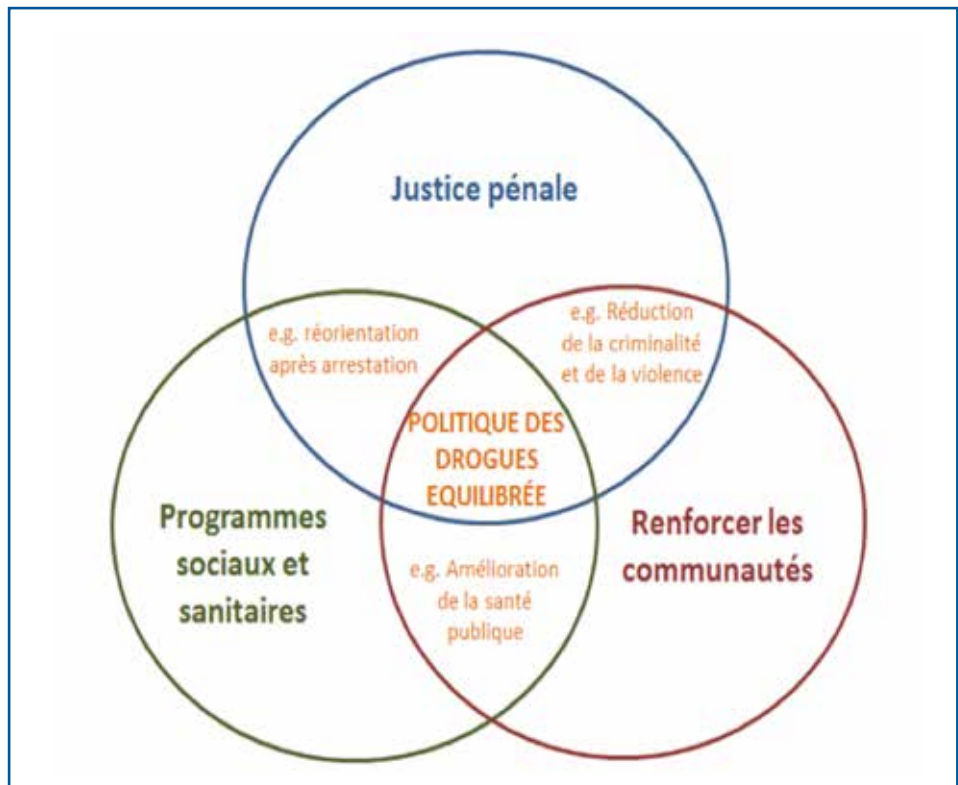 Justice pénale
e.g. réorientation
après arrestation
e.g. Réduction
de la criminalité
et de la violence
POLITIQUE DES
DROGUES
EQUILIBRÉE
Programmes
sociaux et
sanitaires
Renforcer les
communautés
e.g. Amélioration
de la santé
publique